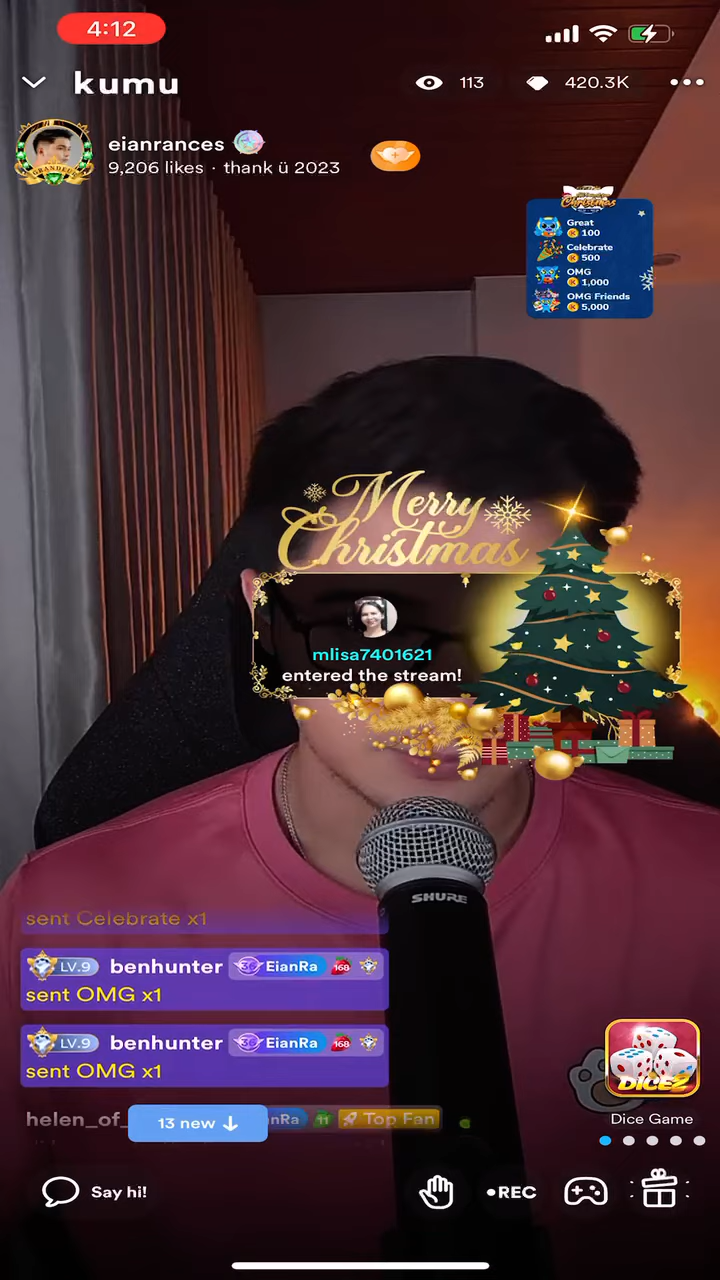 4:12
kumu
113
420.3K
eianrances
9,206 likes · thank ü 2023
GRANDEUR
Christmas
Great
100
Celebrate
500
OMG
1,000
OMG Friends
5,000
Merry
Christmas
mlisa7401621
entered the stream!
SHURE
sent Celebrate x1
LV.9 benhunter EianRa 168
sent OMG x1
LV.9 benhunter EianRa 168
sent OMG x1
helen_of_ nRa 11 Top Fan
13 new ↓
DICE2
Dice Game
Say hi!
•REC